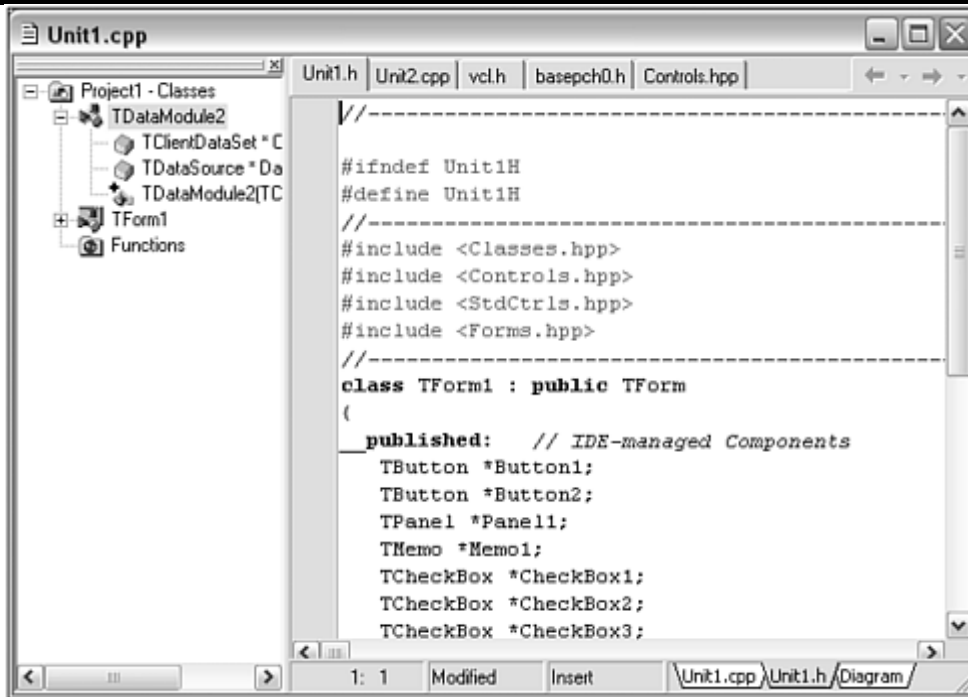 Unit1.cpp
Project1 - Classes
TDataModule2
TClientDataSet * C
TDataSource * Da
TDataModule2(TC
TForm1
Functions
Unit1.h Unit2.cpp vcl.h basepch0.h Controls.hpp
//--------------------------------------------
#ifndef Unit1H
#define Unit1H
//--------------------------------------------
#include <Classes.hpp>
#include <Controls.hpp>
#include <StdCtrls.hpp>
#include <Forms.hpp>
//--------------------------------------------
class TForm1 : public TForm
{
__published: // IDE-managed Components
TButton *Button1;
TButton *Button2;
TPanel *Panel1;
TMemo *Memo1;
TCheckBox *CheckBox1;
TCheckBox *CheckBox2;
TCheckBox *CheckBox3;
1: 1 Modified Insert Unit1.cpp Unit1.h Diagram